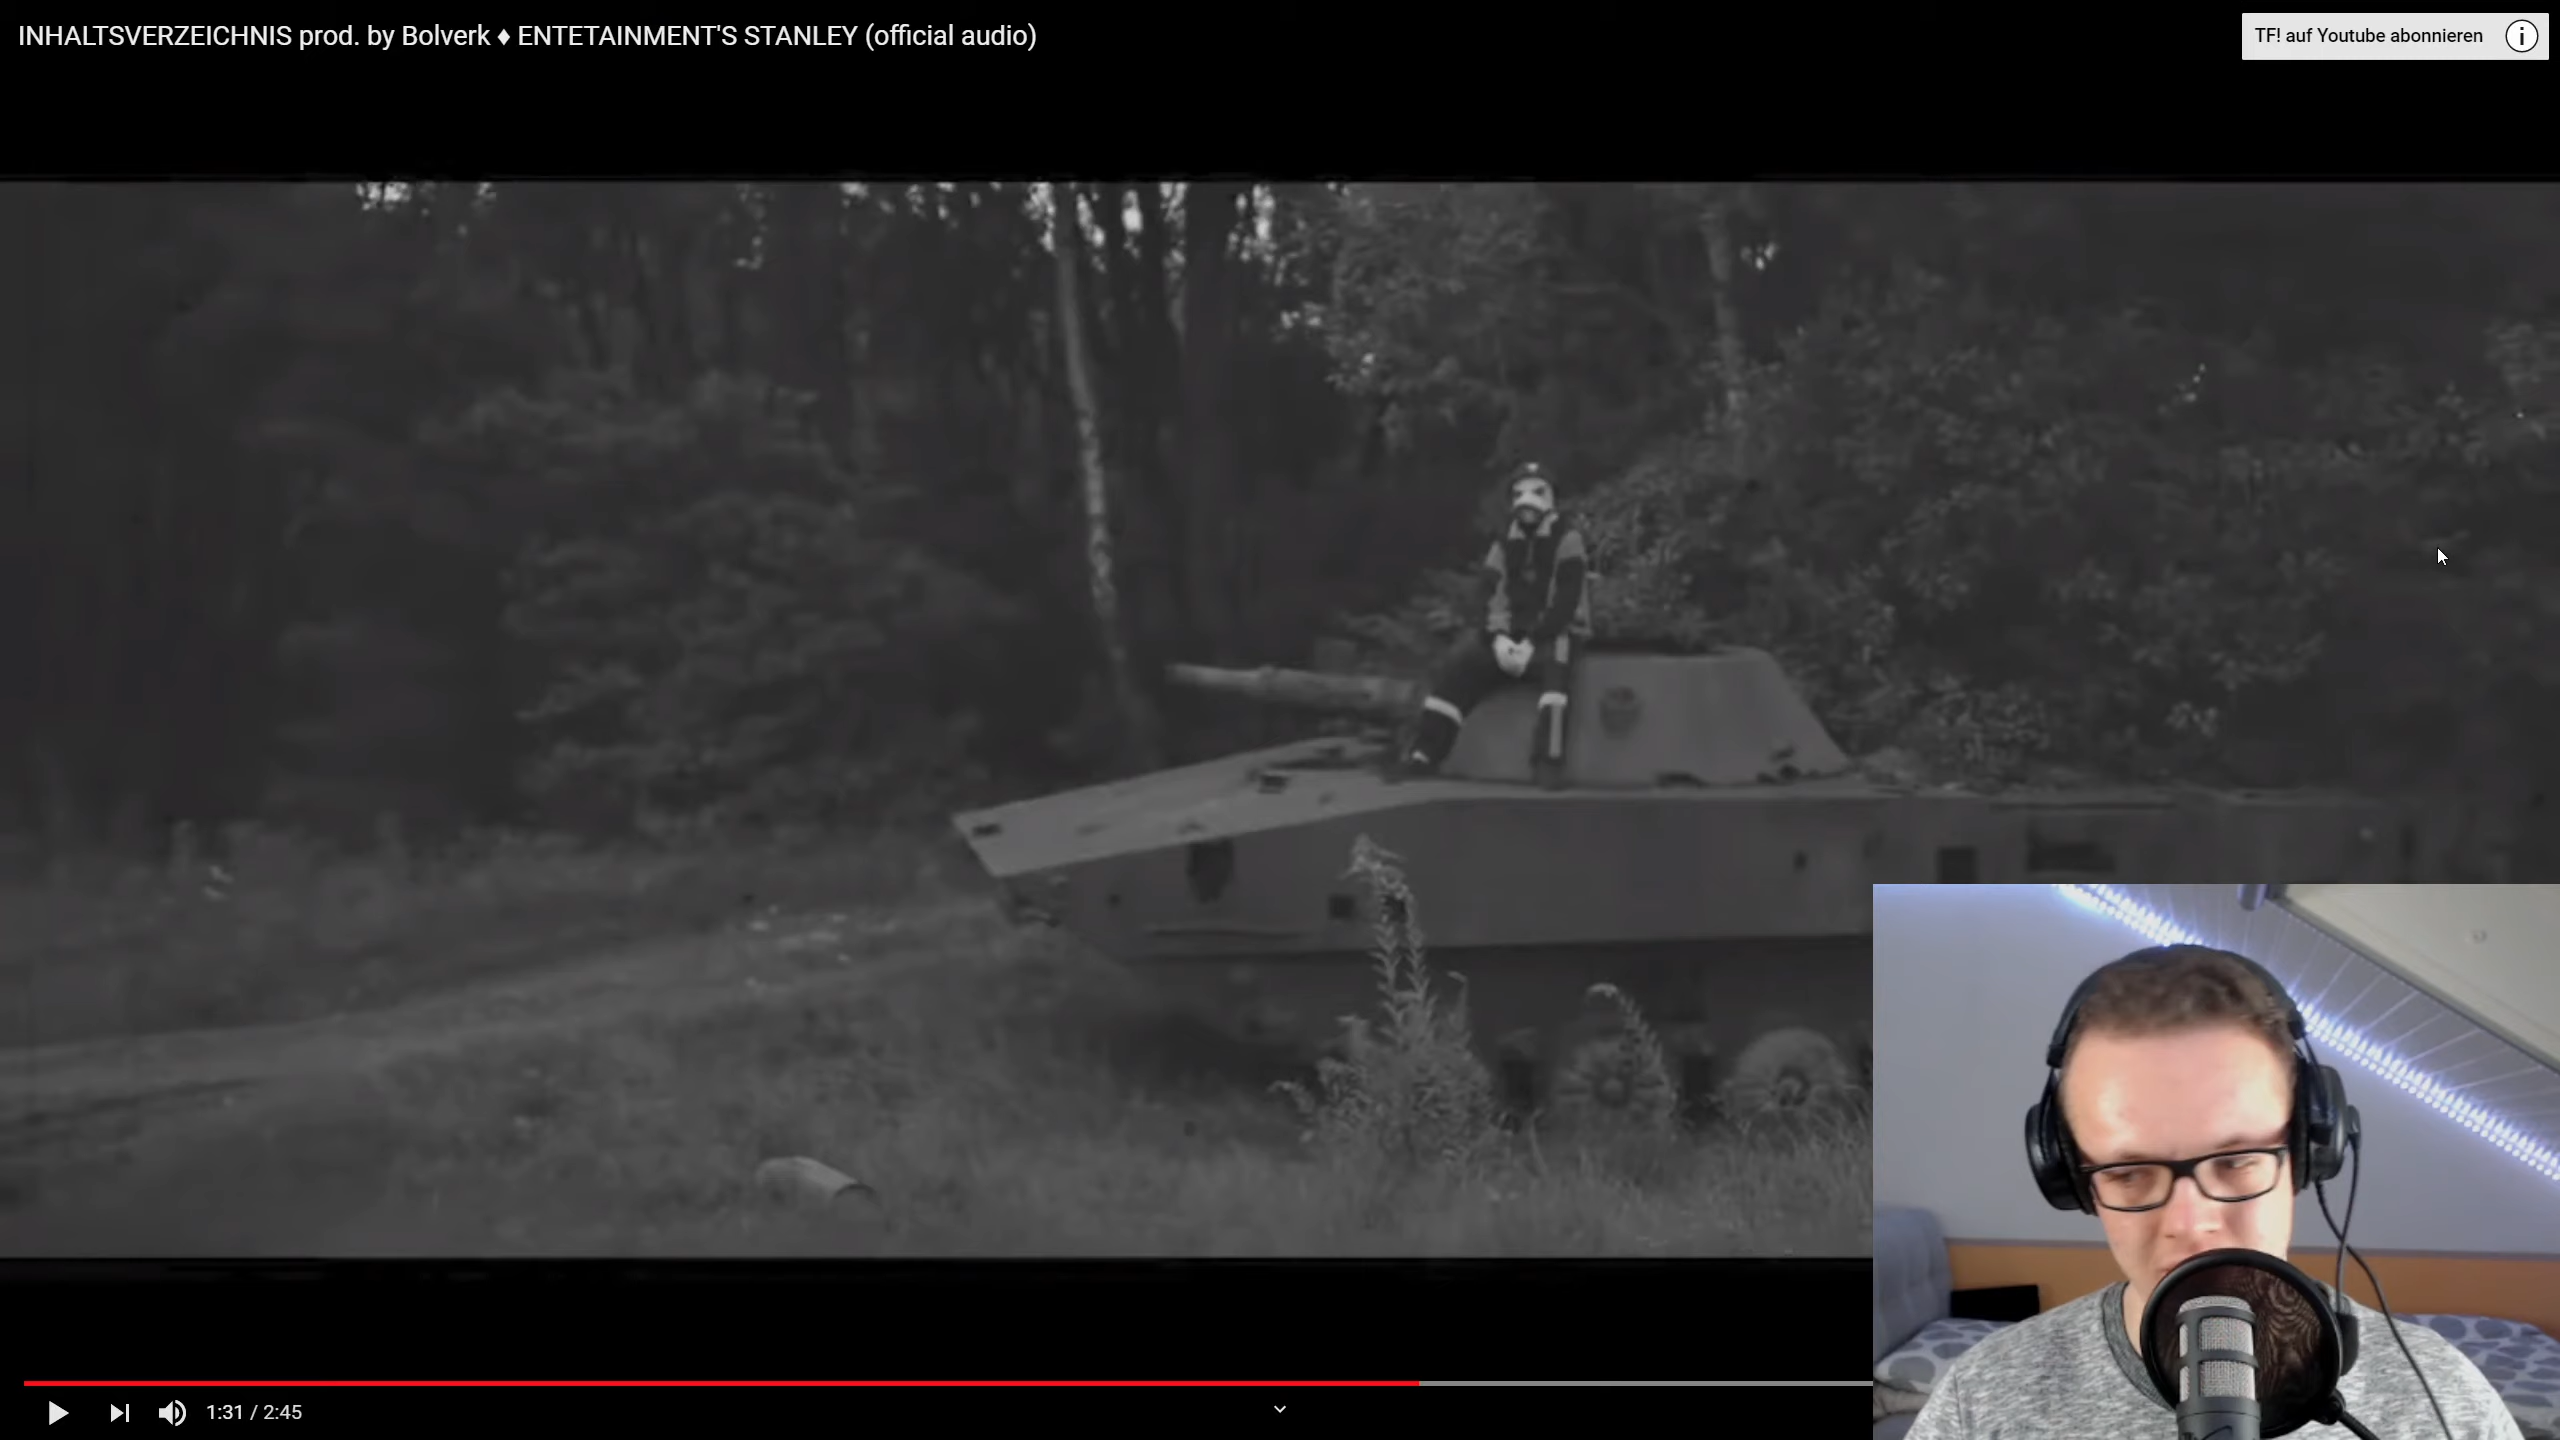 INHALTSVERZEICHNIS prod. by Bolverk ♦ ENTETAINMENT'S STANLEY (official audio)
TF! auf Youtube abonnieren
1:31 / 2:45